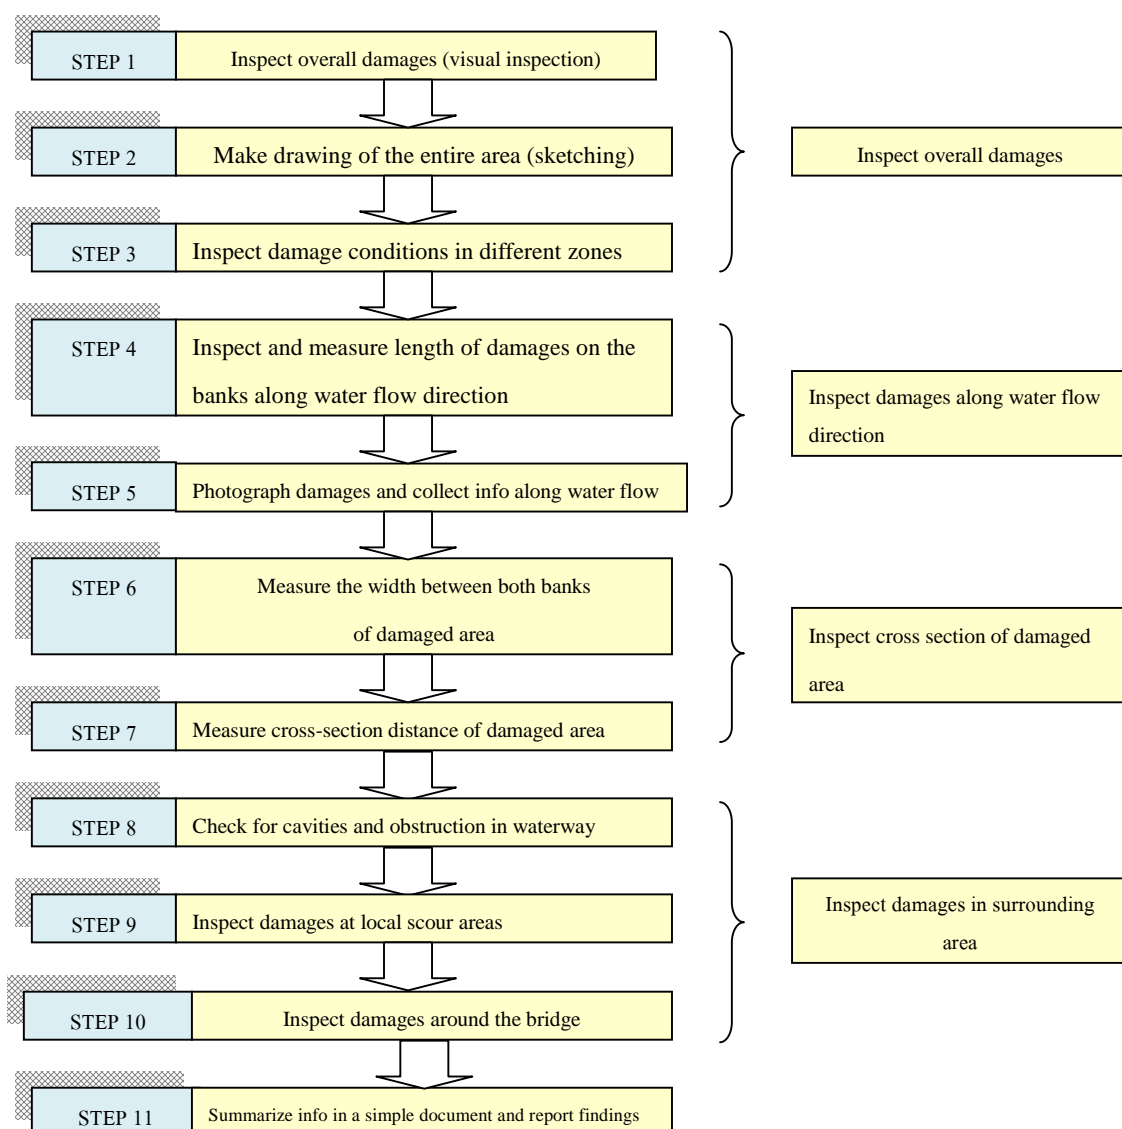 STEP 1
Inspect overall damages (visual inspection)
STEP 2
Make drawing of the entire area (sketching)
Inspect overall damages
STEP 3
Inspect damage conditions in different zones
STEP 4
Inspect and measure length of damages on the
banks along water flow direction
Inspect damages along water flow
direction
STEP 5
Photograph damages and collect info along water flow
STEP 6
Measure the width between both banks
of damaged area
Inspect cross section of damaged
area
STEP 7
Measure cross-section distance of damaged area
STEP 8
Check for cavities and obstruction in waterway
STEP 9
Inspect damages at local scour areas
Inspect damages in surrounding
area
STEP 10
Inspect damages around the bridge
STEP 11
Summarize info in a simple document and report findings